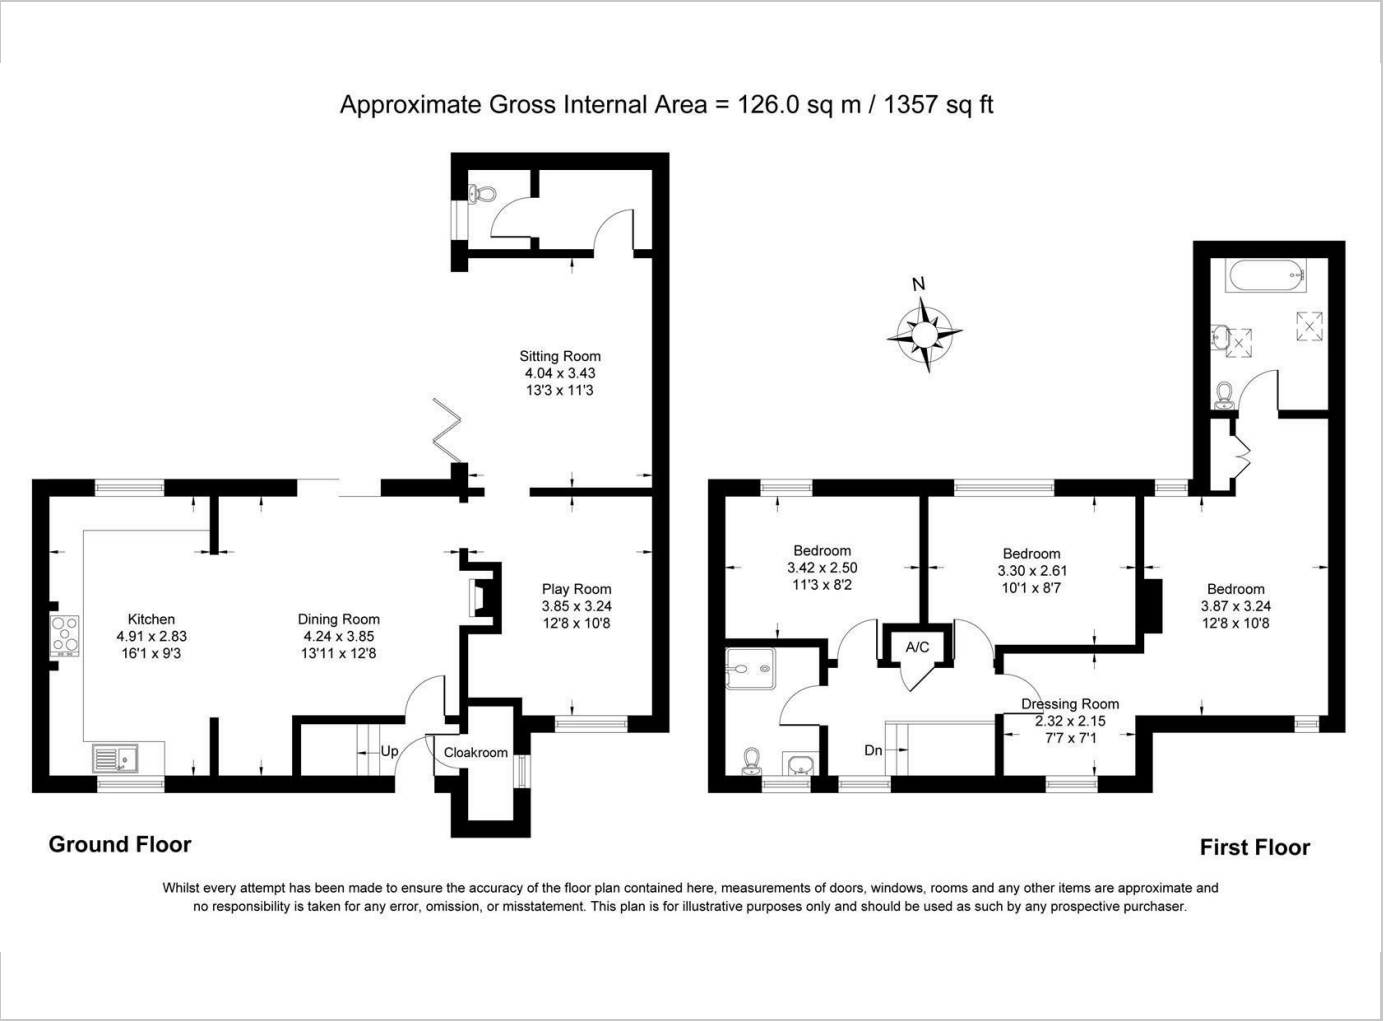 Approximate Gross Internal Area = 126.0 sq m / 1357 sq ft
N
Sitting Room
4.04 x 3.43
13'3 x 11'3
Kitchen
4.91 x 2.83
16'1 x 9'3
Dining Room
4.24 x 3.85
13'11 x 12'8
Play Room
3.85 x 3.24
12'8 x 10'8
Up
Cloakroom
Ground Floor
Bedroom
3.42 x 2.50
11'3 x 8'2
Bedroom
3.30 x 2.61
10'1 x 8'7
Bedroom
3.87 x 3.24
12'8 x 10'8
A/C
Dressing Room
2.32 x 2.15
7'7 x 7'1
Dn
First Floor
Whilst every attempt has been made to ensure the accuracy of the floor plan contained here, measurements of doors, windows, rooms and any other items are approximate and
no responsibility is taken for any error, omission, or misstatement. This plan is for illustrative purposes only and should be used as such by any prospective purchaser.